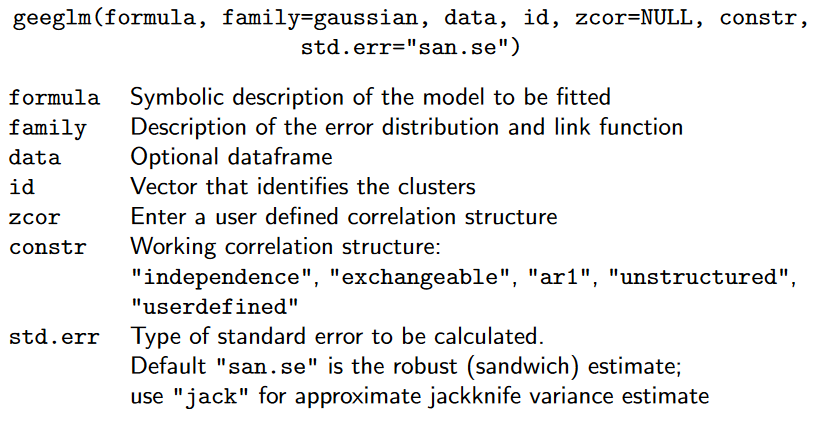 geeglm(formula, family=gaussian, data, id, zcor=NULL, constr,
std.err="san.se")
formula Symbolic description of the model to be fitted
family Description of the error distribution and link function
data Optional dataframe
id Vector that identifies the clusters
zcor Enter a user defined correlation structure
constr Working correlation structure:
"independence", "exchangeable", "ar1", "unstructured",
"userdefined"
std.err Type of standard error to be calculated.
Default "san.se" is the robust (sandwich) estimate;
use "jack" for approximate jackknife variance estimate